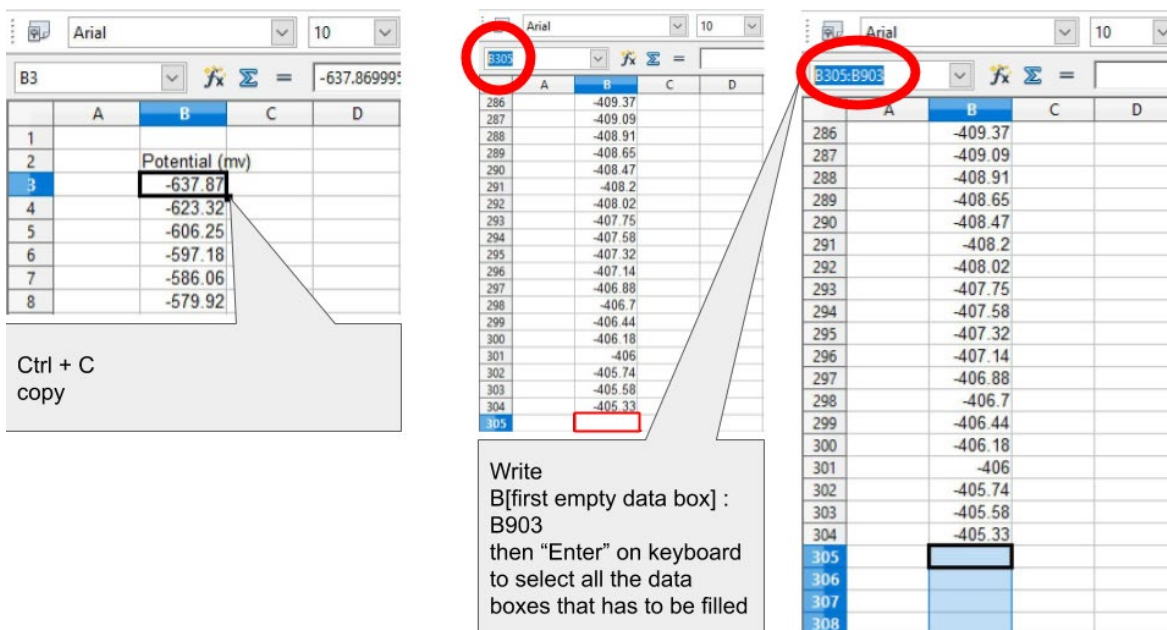 Arial 10
B3 = -637.869995
A B C D
1
2 Potential (mv)
3 -637.87
4 -623.32
5 -606.25
6 -597.18
7 -586.06
8 -579.92
Ctrl + C
copy
Arial 10
B305 =
A B C D
286 -409.37
287 -409.09
288 -408.91
289 -408.65
290 -408.47
291 -408.2
292 -408.02
293 -407.75
294 -407.58
295 -407.32
296 -407.14
297 -406.88
298 -406.7
299 -406.44
300 -406.18
301 -406
302 -405.74
303 -405.58
304 -405.33
305
Write
B[first empty data box] :
B903
then “Enter” on keyboard
to select all the data
boxes that has to be filled
Arial 10
B305:B903 =
A B C D
286 -409.37
287 -409.09
288 -408.91
289 -408.65
290 -408.47
291 -408.2
292 -408.02
293 -407.75
294 -407.58
295 -407.32
296 -407.14
297 -406.88
298 -406.7
299 -406.44
300 -406.18
301 -406
302 -405.74
303 -405.58
304 -405.33
305
306
307
308